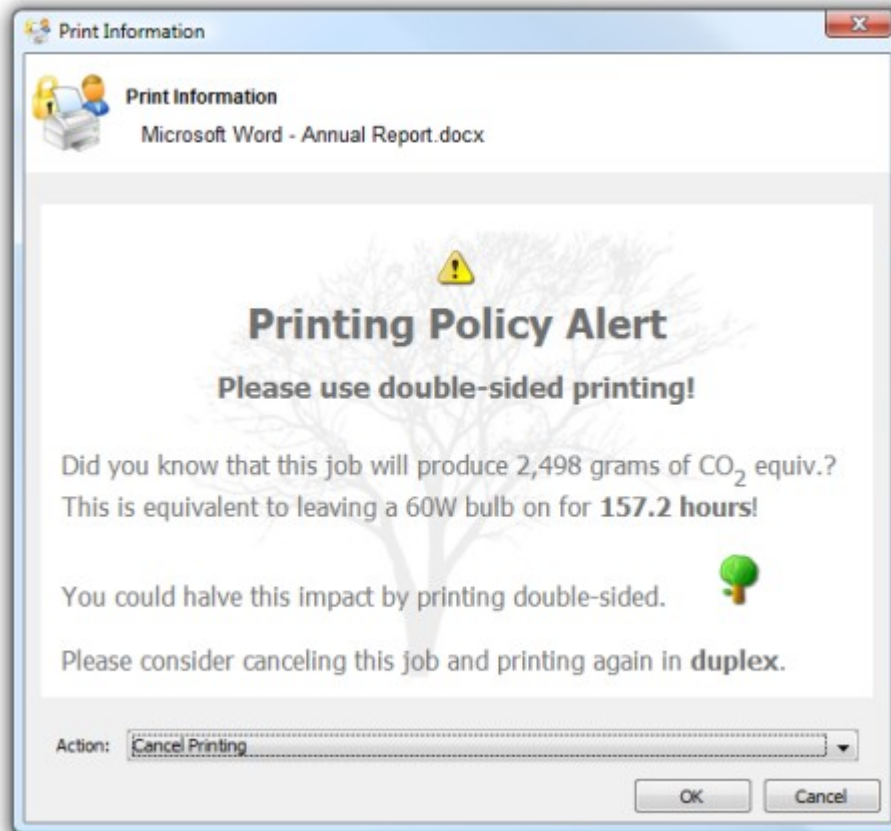 Print Information
Print Information
Microsoft Word - Annual Report.docx
Printing Policy Alert
Please use double-sided printing!
Did you know that this job will produce 2,498 grams of CO₂ equiv.?
This is equivalent to leaving a 60W bulb on for 157.2 hours!
You could halve this impact by printing double-sided.
Please consider canceling this job and printing again in duplex.
Action: Cancel Printing
OK Cancel